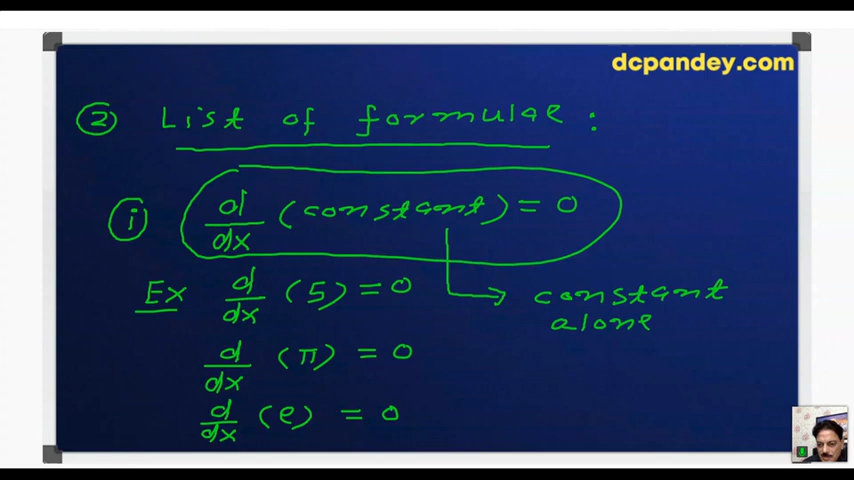 dcpandey.com
② List of formulae :
(i) d/dx (constant) = 0
Ex d/dx (5) = 0
constant
alone
d/dx (π) = 0
d/dx (e) = 0